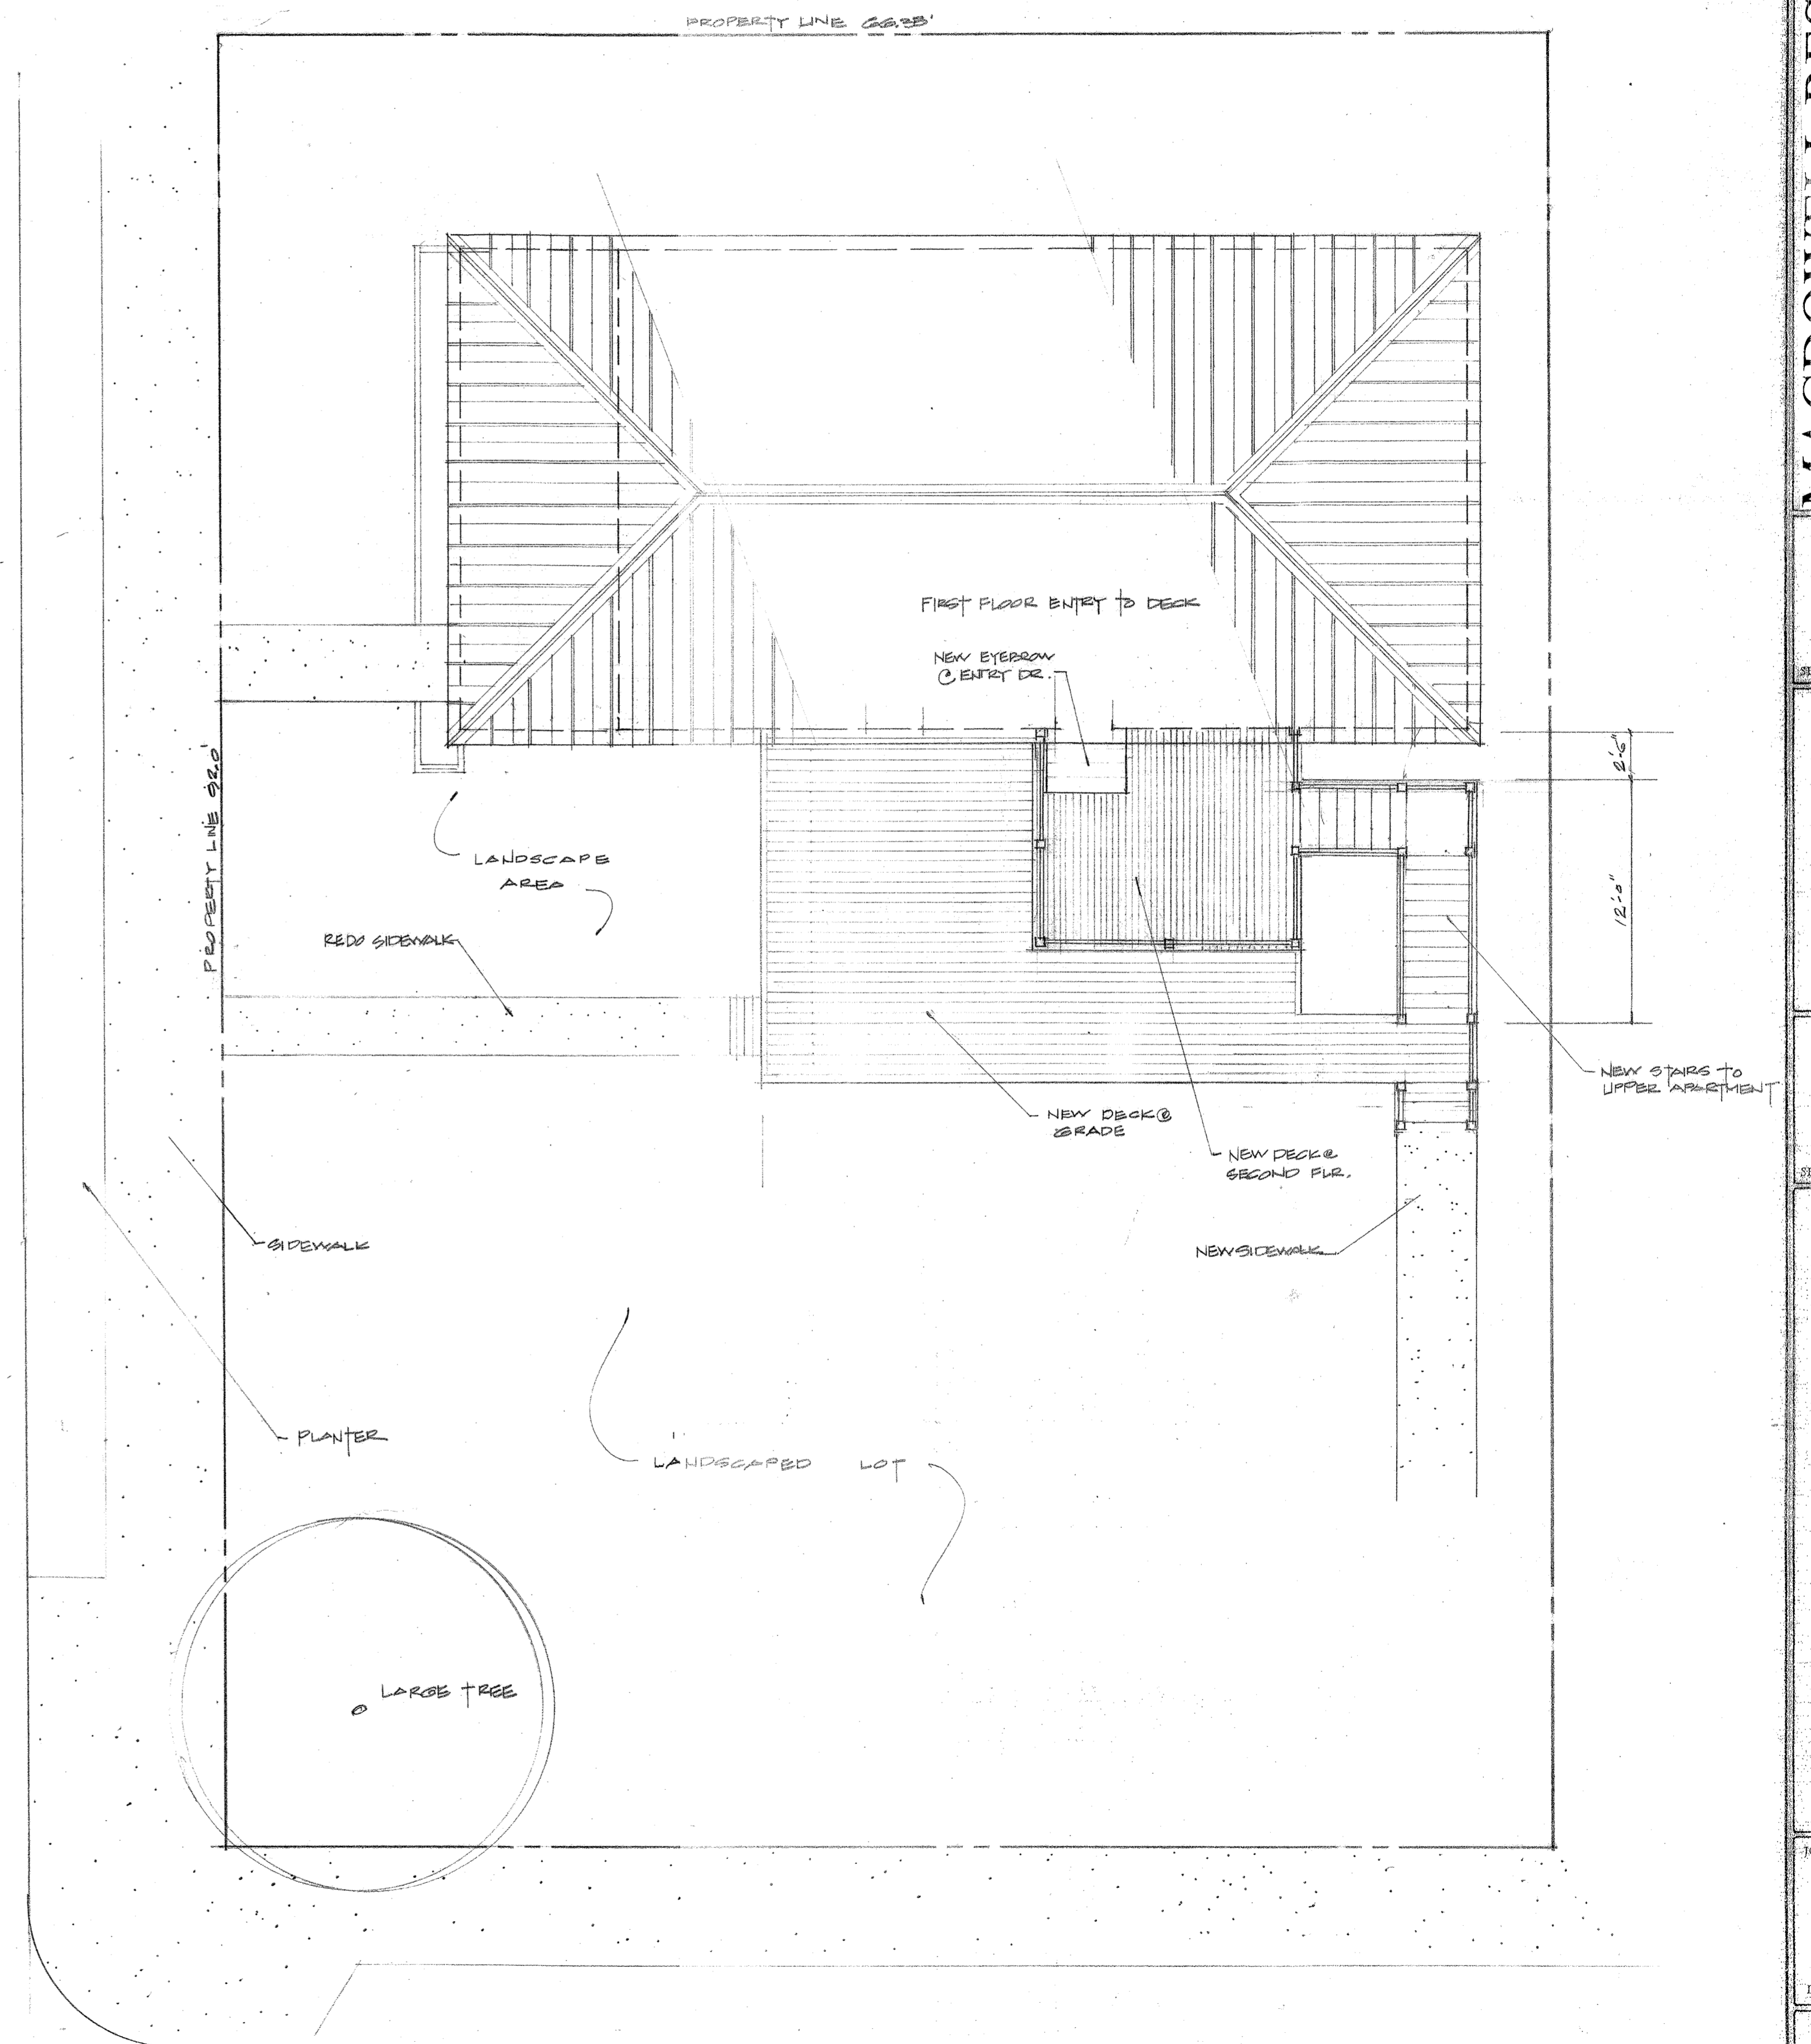 PROPERTY LINE 66.35'
FIRST FLOOR ENTRY TO DECK
NEW EYEBROW
@ ENTRY DR.
2'-6"
PROPERTY LINE 92.0'
LANDSCAPE
AREA
12'-0"
REDO SIDEWALK
NEW STAIRS TO
UPPER APARTMENT
NEW DECK @
GRADE
NEW DECK @
SECOND FLR.
SIDEWALK
NEW SIDEWALK
PLANTER
LANDSCAPED LOT
LARGE TREE